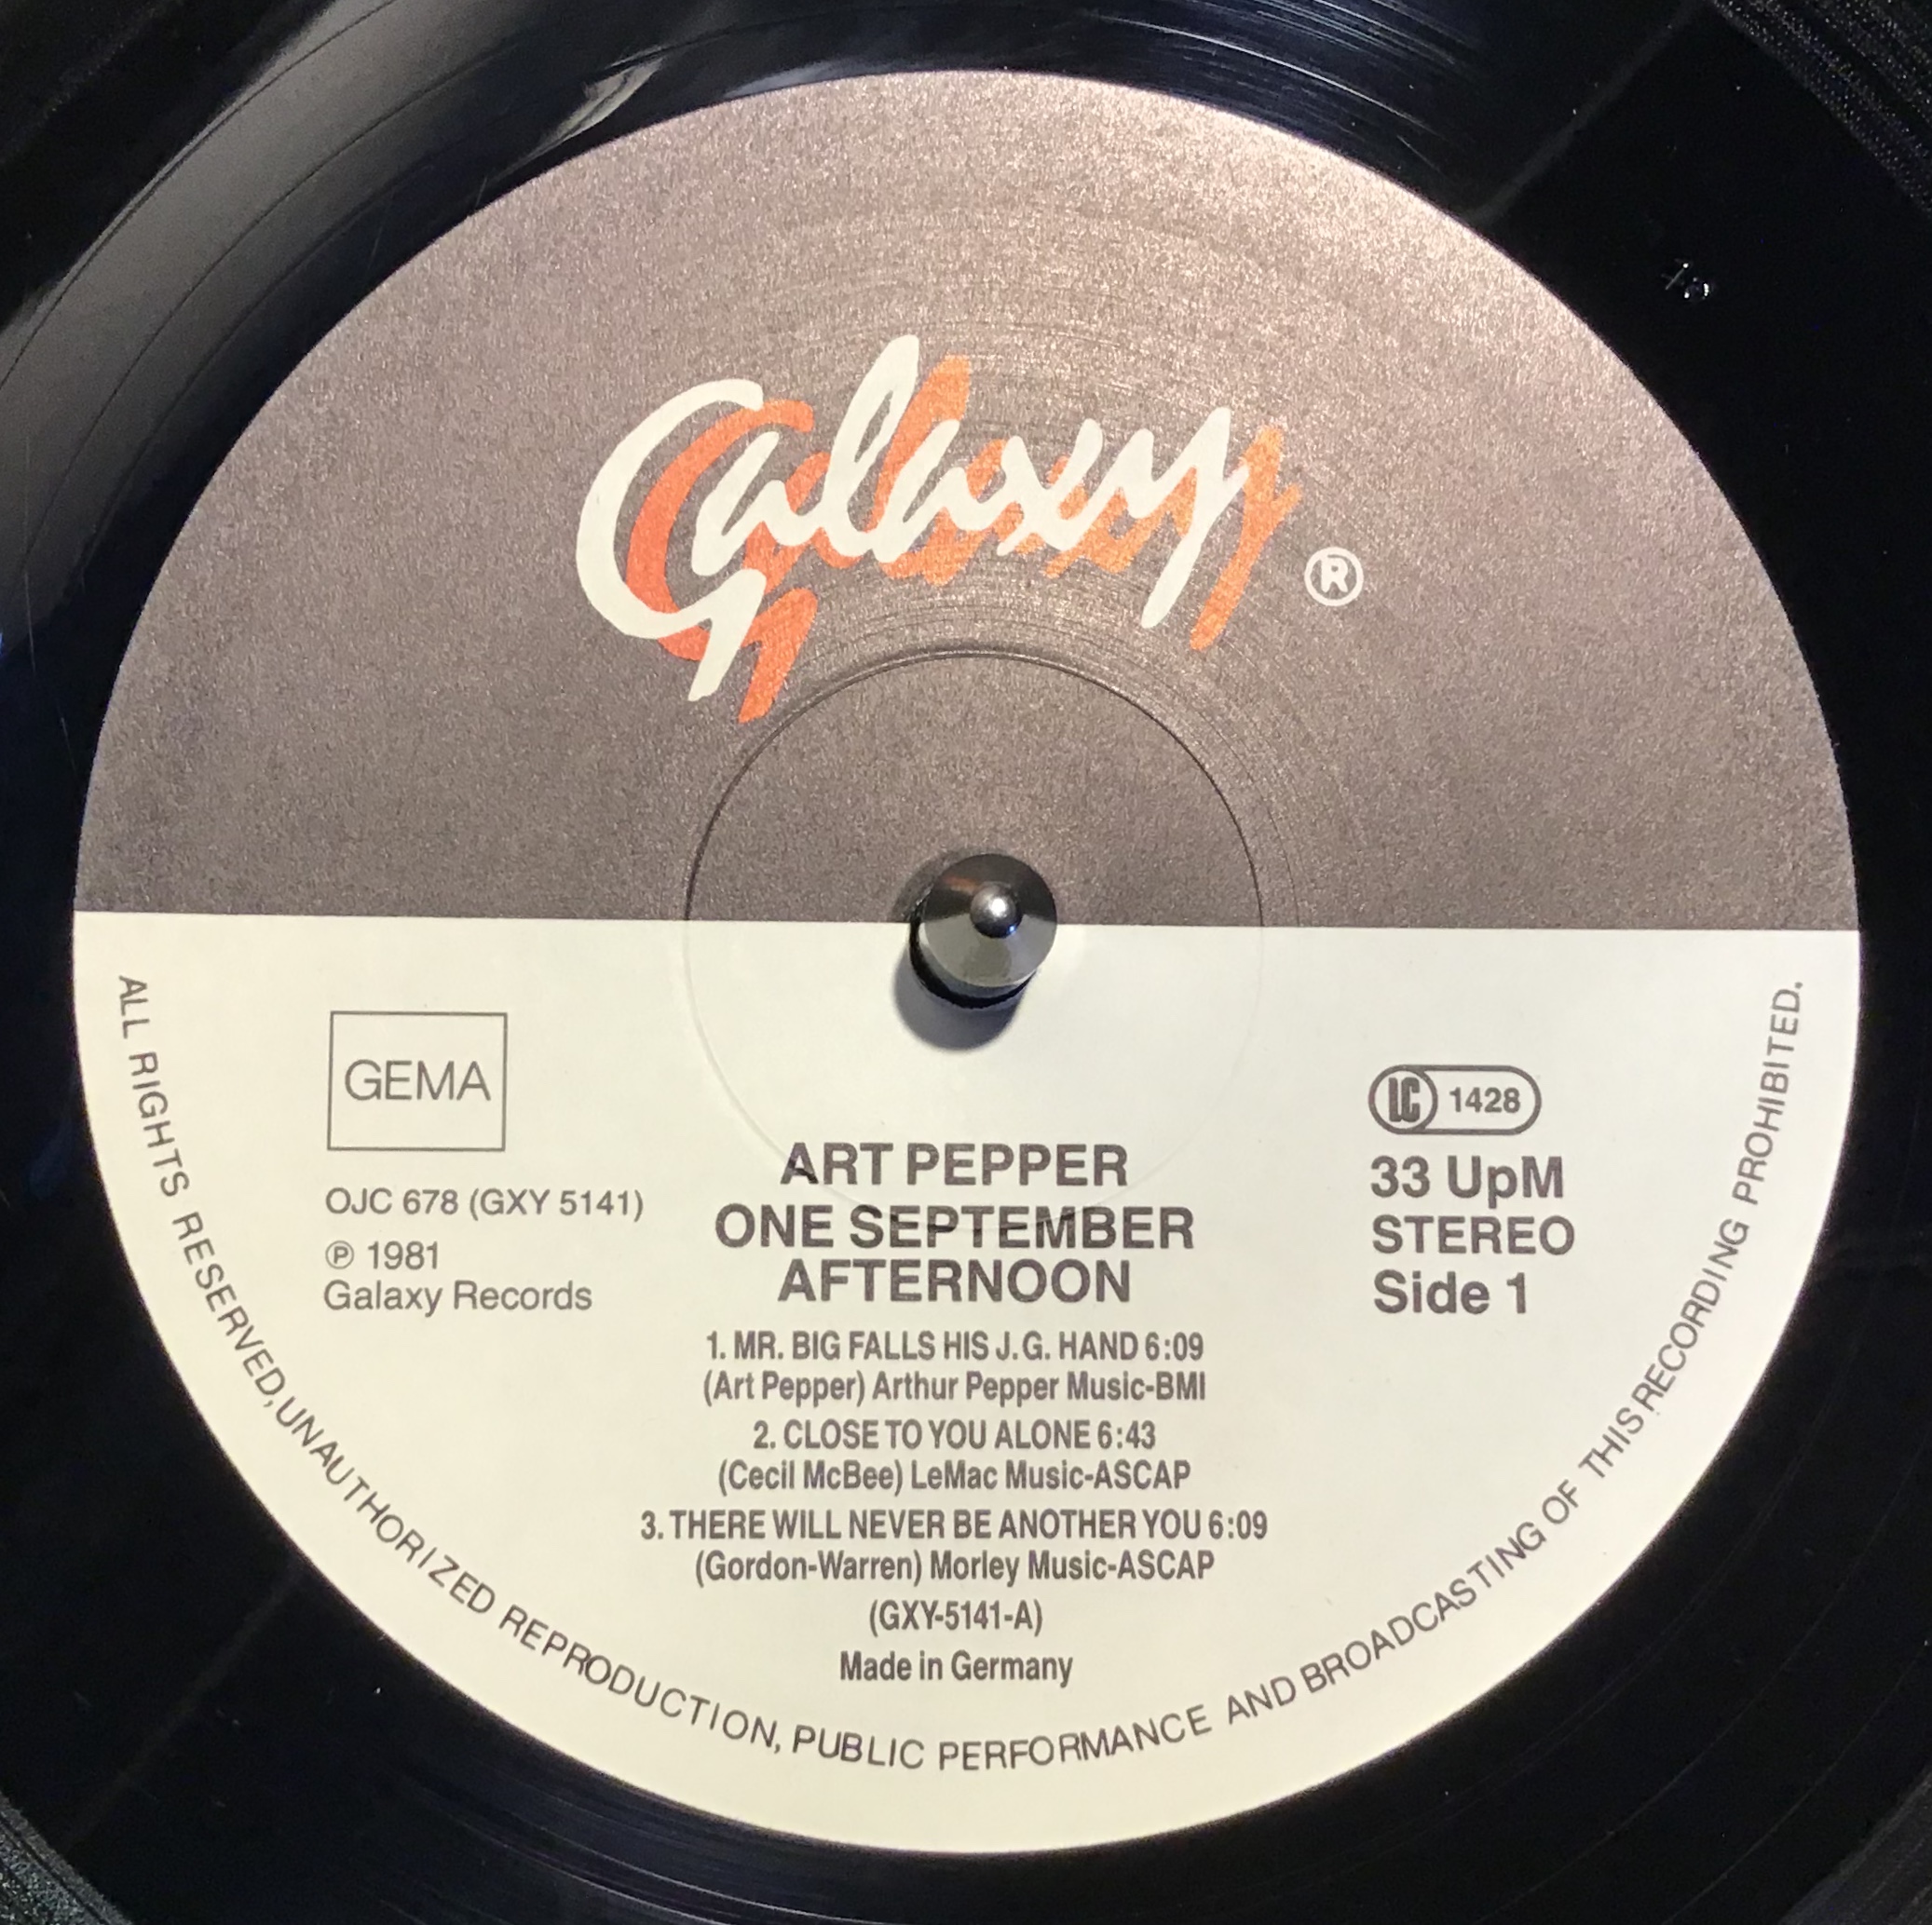 Galaxy ®
GEMA
OJC 678 (GXY 5141)
℗ 1981
Galaxy Records
LC 1428
33 UpM
STEREO
Side 1
ART PEPPER
ONE SEPTEMBER
AFTERNOON
1. MR. BIG FALLS HIS J.G. HAND 6:09
(Art Pepper) Arthur Pepper Music-BMI
2. CLOSE TO YOU ALONE 6:43
(Cecil McBee) LeMac Music-ASCAP
3. THERE WILL NEVER BE ANOTHER YOU 6:09
(Gordon-Warren) Morley Music-ASCAP
(GXY-5141-A)
Made in Germany
ALL RIGHTS RESERVED, UNAUTHORIZED REPRODUCTION, PUBLIC PERFORMANCE AND BROADCASTING OF THIS RECORDING PROHIBITED.